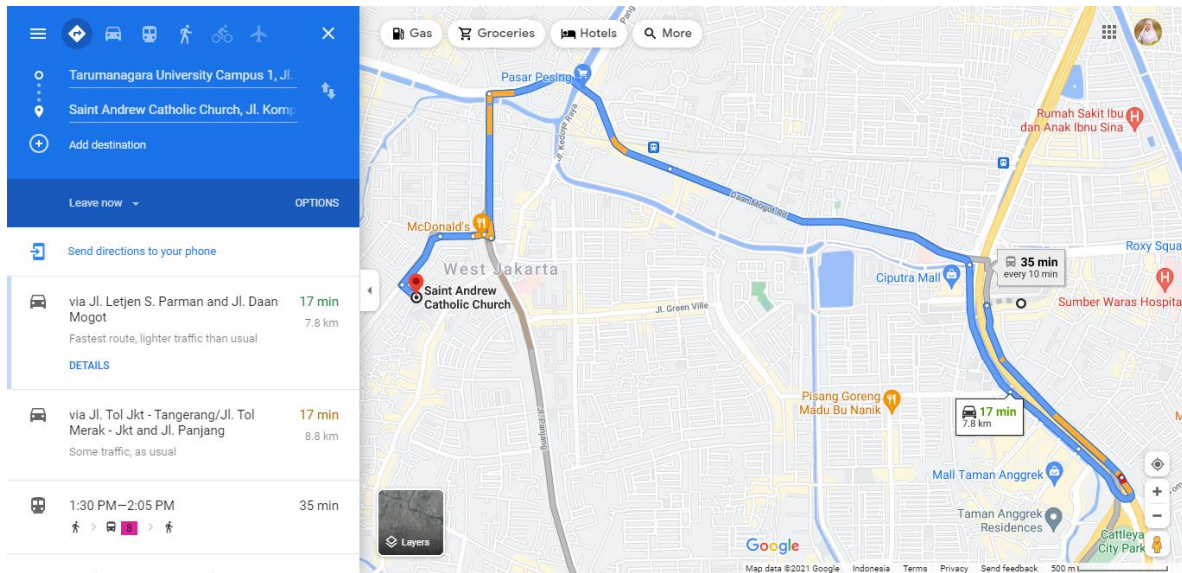 Tarumanagara University Campus 1, Jl.
Saint Andrew Catholic Church, Jl. Komp
Add destination
Leave now
OPTIONS
Send directions to your phone
via Jl. Letjen S. Parman and Jl. Daan
Mogot
17 min
7.8 km
Fastest route, lighter traffic than usual
DETAILS
via Jl. Tol Jkt - Tangerang/Jl. Tol
Merak - Jkt and Jl. Panjang
17 min
8.8 km
Some traffic, as usual
1:30 PM—2:05 PM
35 min
8
Gas
Groceries
Hotels
More
Pasar Pesing
Rumah Sakit Ibu
dan Anak Ibnu Sina
Jl. Kedoya Raya
Daan Mogot Rd
McDonald's
West Jakarta
Saint Andrew
Catholic Church
Jl. Green Ville
Jl. Panjang
35 min
every 10 min
Roxy Squa
Ciputra Mall
Sumber Waras Hospita
Pisang Goreng
Madu Bu Nanik
17 min
7.8 km
Mall Taman Anggrek
Taman Anggrek
Residences
Cattleya
City Park
Layers
Google
Map data ©2021 Google
Indonesia
Terms
Privacy
Send feedback
500 m